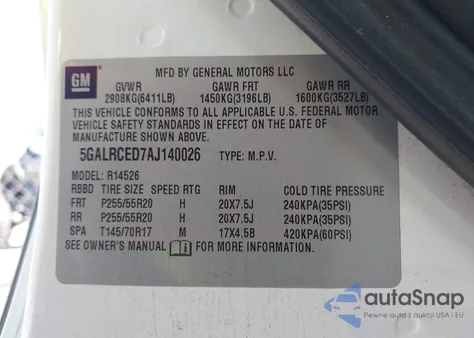 GM
MFD BY GENERAL MOTORS LLC
GVWR GAWR FRT GAWR RR
2908KG(6411LB) 1450KG(3196LB) 1600KG(3527LB)
THIS VEHICLE CONFORMS TO ALL APPLICABLE U.S. FEDERAL MOTOR
VEHICLE SAFETY STANDARDS IN EFFECT ON THE DATE OF
MANUFACTURE SHOWN ABOVE.
5GALRCED7AJ140026 TYPE: M.P.V.
MODEL: R14526
RBBD TIRE SIZE SPEED RTG RIM COLD TIRE PRESSURE
FRT P255/55R20 H 20X7.5J 240KPA(35PSI)
RR P255/55R20 H 20X7.5J 240KPA(35PSI)
SPA T145/70R17 M 17X4.5B 420KPA(60PSI)
SEE OWNER'S MANUAL FOR MORE INFORMATION
autoSnap
Pewne auto z USA i EU